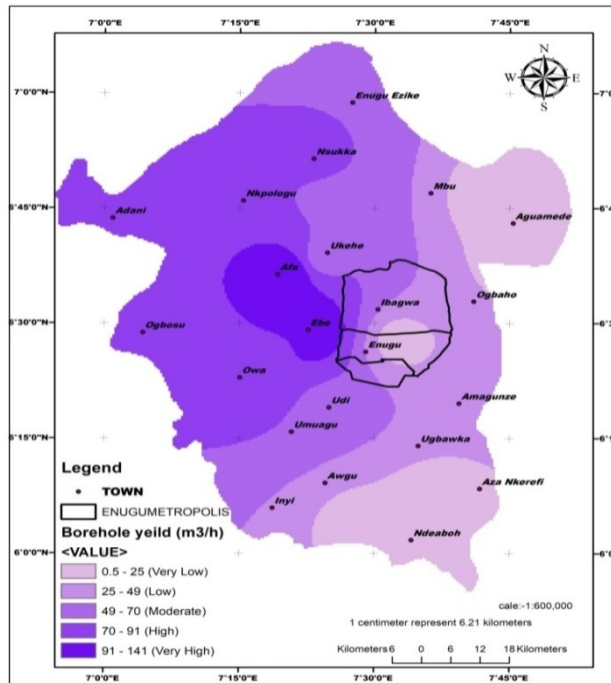 7°0'0"E 7°15'0"E 7°30'0"E 7°45'0"E
N
W E
S
7°0'0"N
Enugu Ezike
Nsukka
Mbu
Nkpologu
6°45'0"N
Adani
Aguamede
Ukehe
Afa
Ogbaho
Ibagwa
6°30'0"N
Ogbosu
Ebe
Enugu
Owa
Amagunze
Udi
Umuagu
6°15'0"N
Ugbawka
Awgu
Aza Nkerefi
Inyi
Ndeaboh
6°0'0"N
Legend
TOWN
ENUGUMETROPOLIS
Borehole yeild (m3/h)
<VALUE>
0.5 - 25 (Very Low)
25 - 49 (Low)
49 - 70 (Moderate)
70 - 91 (High)
91 - 141 (Very High)
cale:-1:600,000
1 centimeter represent 6.21 kilometers
Kilometers 6 0 6 12 18 Kilometers
7°0'0"E 7°15'0"E 7°30'0"E 7°45'0"E